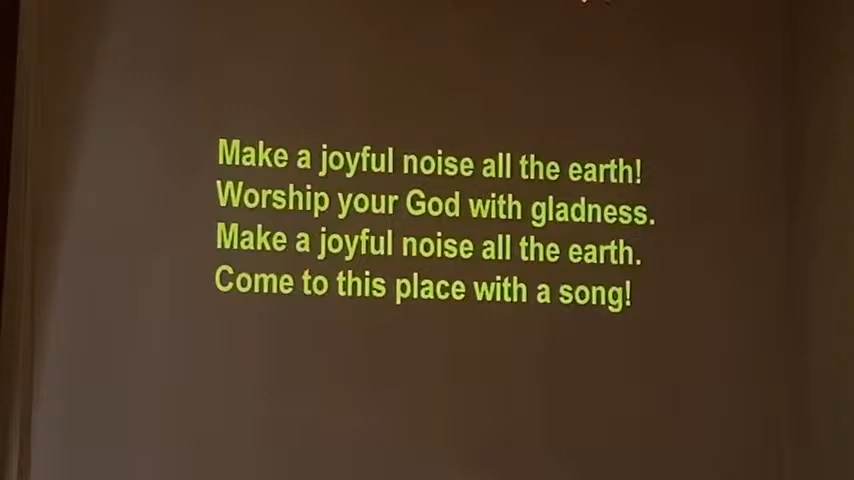 Make a joyful noise all the earth!
Worship your God with gladness.
Make a joyful noise all the earth.
Come to this place with a song!